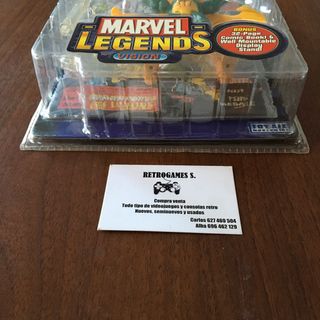 MARVEL
LEGENDS
VISION
BONUS
32-Page
Comic Book! &
Wall Mountable
Display
Stand!
TOY BIZ
RETROGAMES S.
Compra venta
Todo tipo de videojuegos y consolas retro
Nuevos, seminuevos y usados
Carlos 627 460 504
Alba 696 462 129